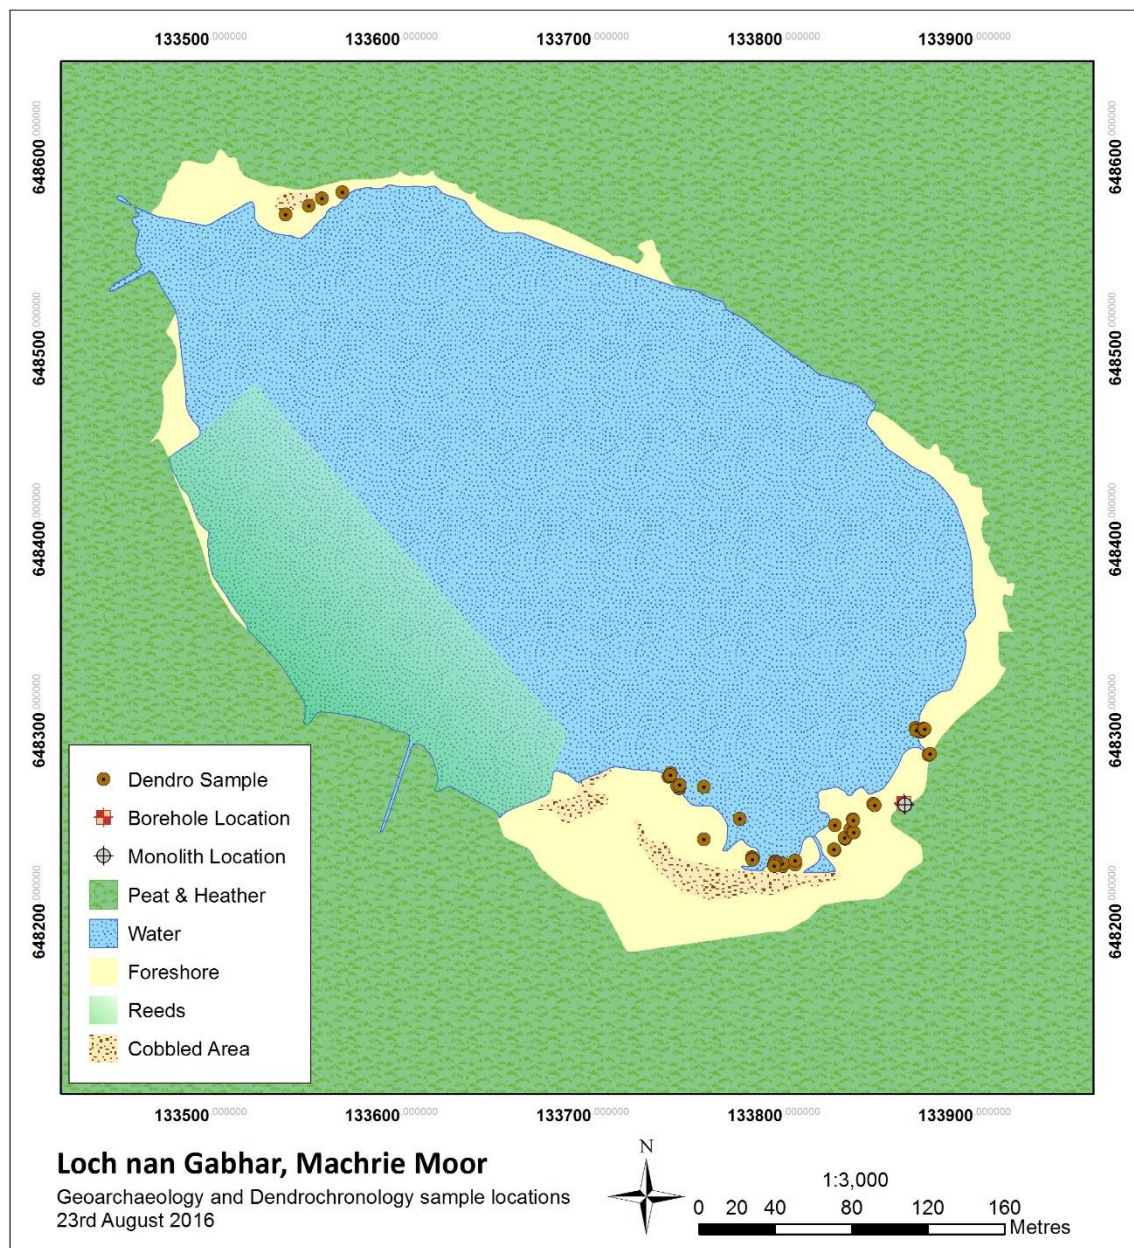 133500.000000 133600.000000 133700.000000 133800.000000 133900.000000
648600.000000 648600.000000
648500.000000 648500.000000
648400.000000 648400.000000
648300.000000 648300.000000
648200.000000 648200.000000
Dendro Sample
Borehole Location
Monolith Location
Peat & Heather
Water
Foreshore
Reeds
Cobbled Area
133500.000000 133600.000000 133700.000000 133800.000000 133900.000000
Loch nan Gabhar, Machrie Moor
Geoarchaeology and Dendrochronology sample locations
23rd August 2016
N
1:3,000
0 20 40 80 120 160
Metres